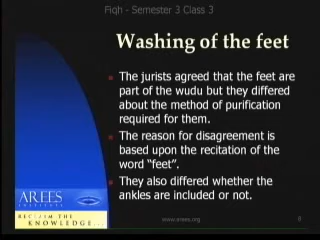 Fiqh - Semester 3 Class 3
Washing of the feet
The jurists agreed that the feet are
part of the wudu but they differed
about the method of purification
required for them.
The reason for disagreement is
based upon the recitation of the
word “feet”.
They also differed whether the
ankles are included or not.
AREES
INSTITUTE
RECLAIM THE
KNOWLEDGE...
www.arees.org